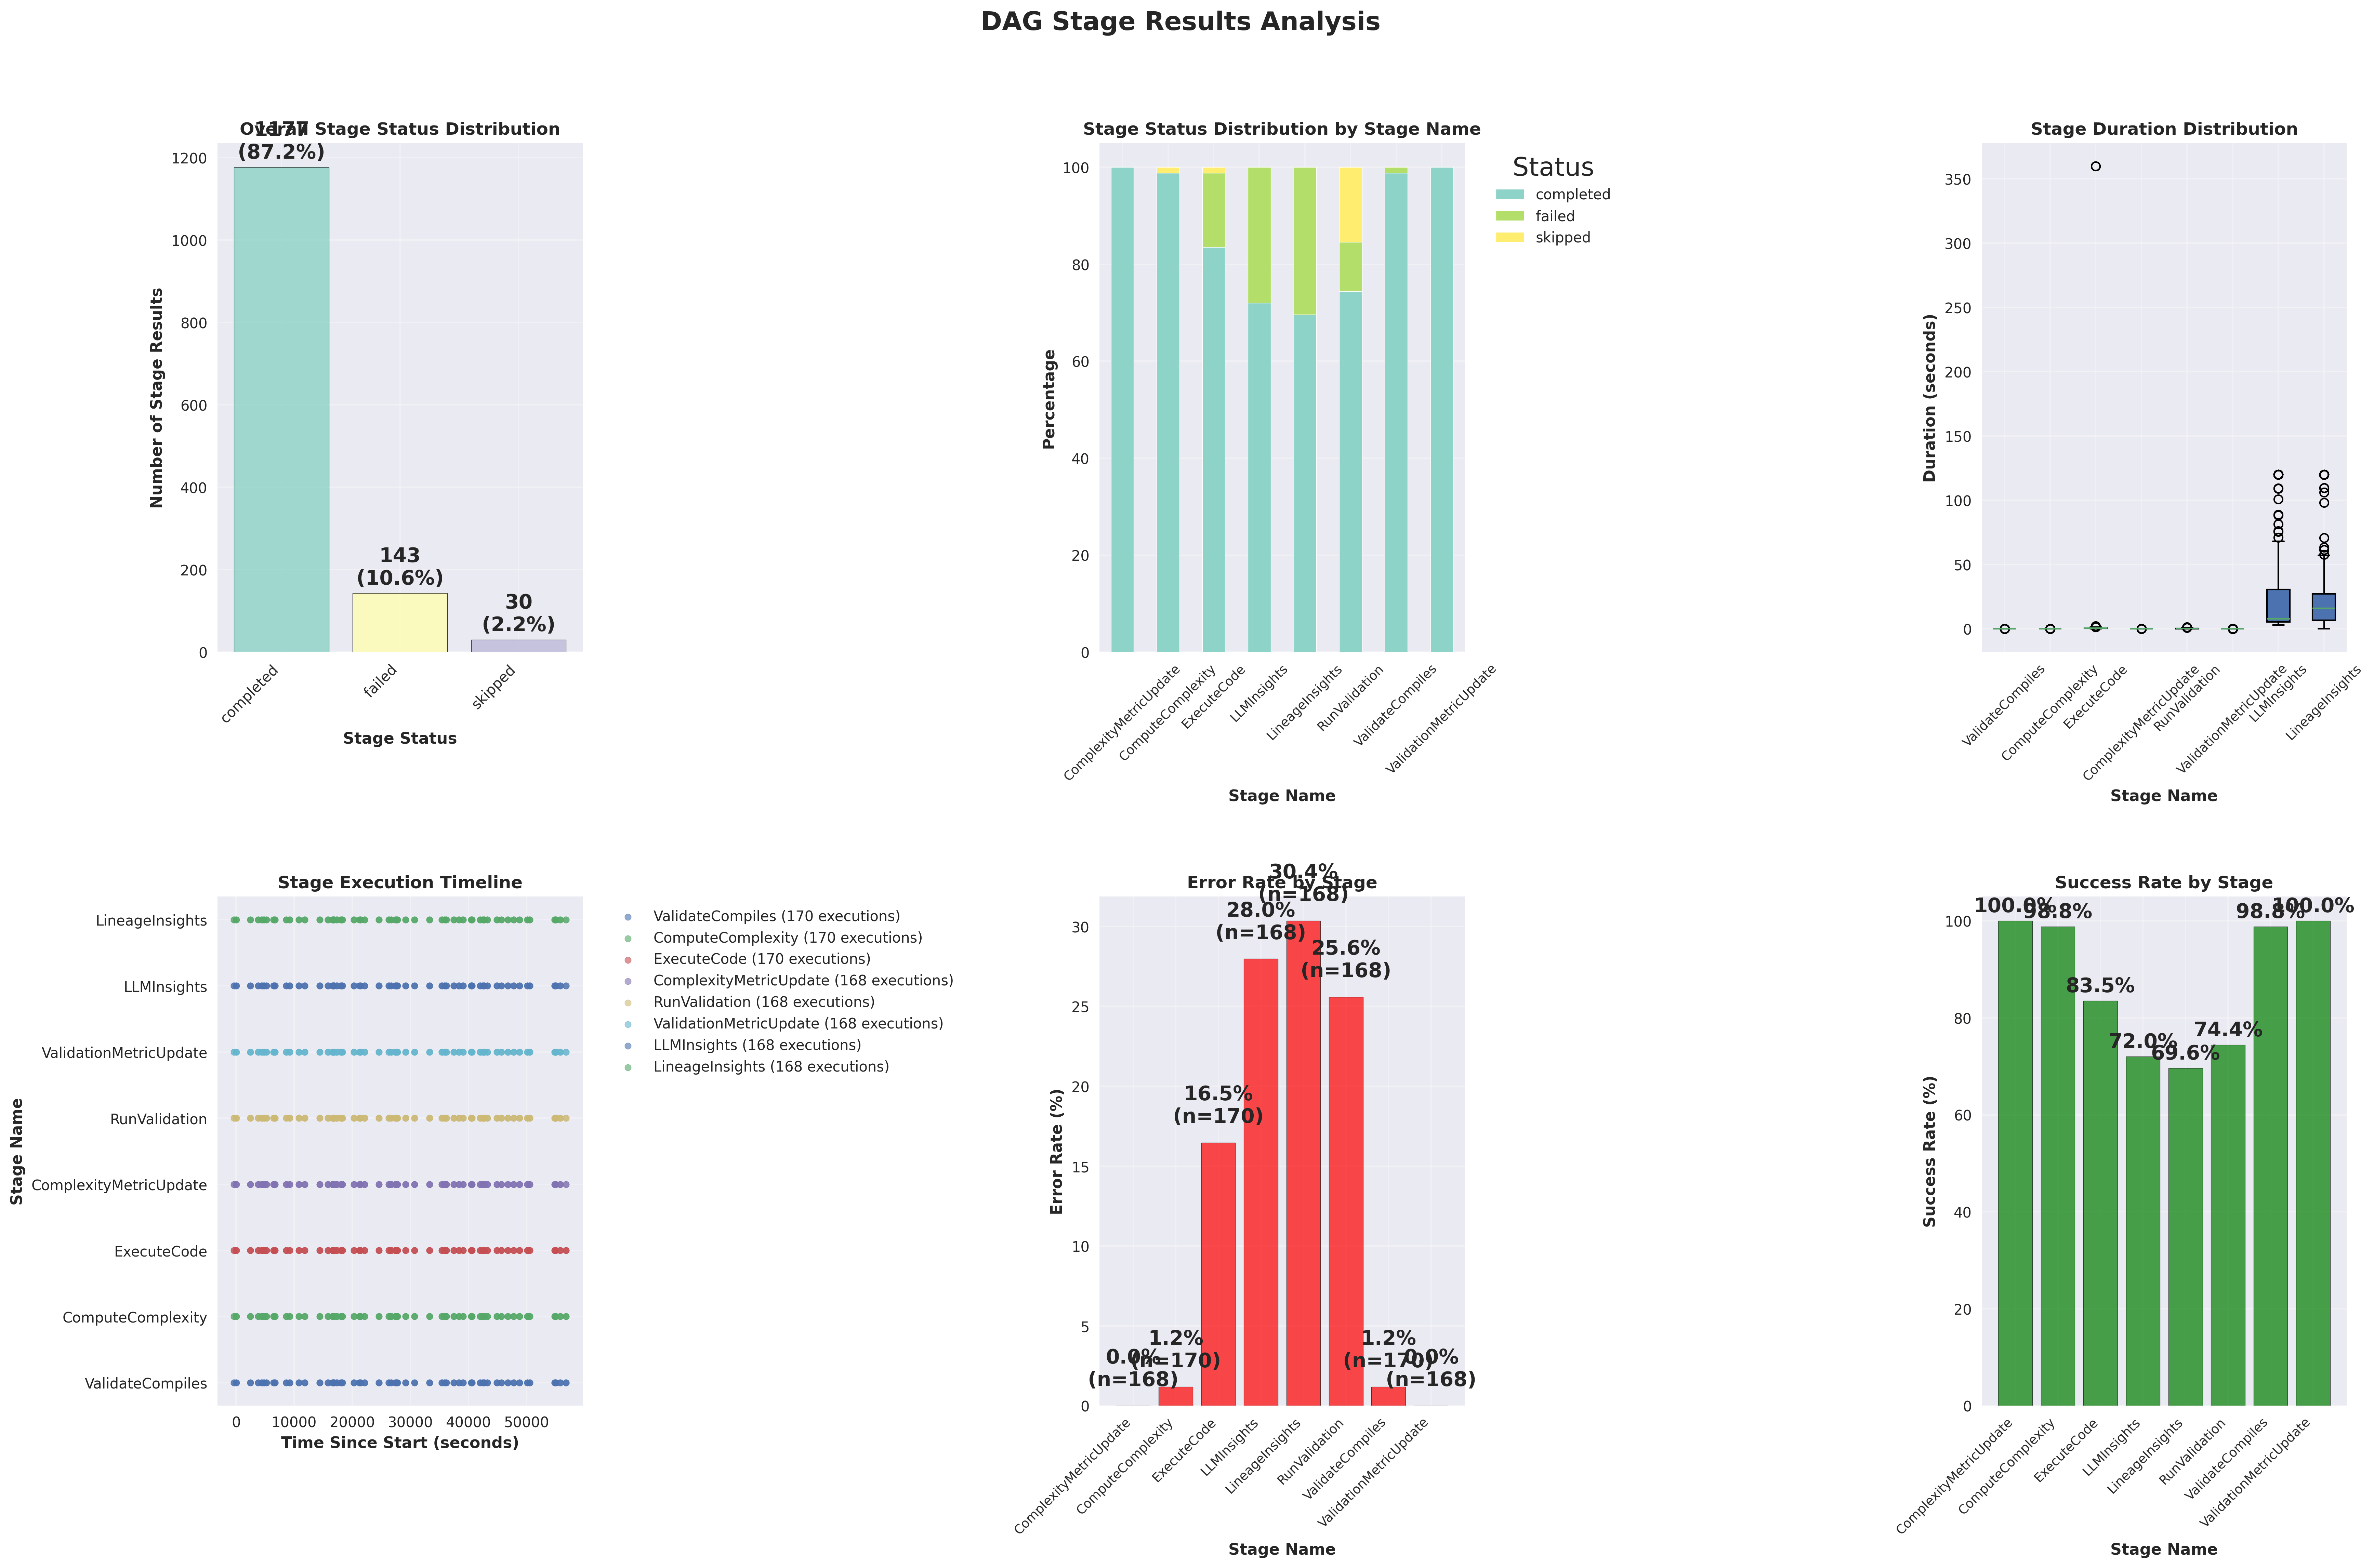 DAG Stage Results Analysis
Overall Stage Status Distribution
1177
(87.2%)
143
(10.6%)
30
(2.2%)
1200
1000
800
600
400
200
0
Number of Stage Results
completed
failed
skipped
Stage Status
Stage Status Distribution by Stage Name
100
80
60
40
20
0
Percentage
ComplexityMetricUpdate
ComputeComplexity
ExecuteCode
LLMInsights
LineageInsights
RunValidation
ValidateCompiles
ValidationMetricUpdate
Stage Name
Status
completed
failed
skipped
Stage Duration Distribution
350
300
250
200
150
100
50
0
Duration (seconds)
ValidateCompiles
ComputeComplexity
ExecuteCode
ComplexityMetricUpdate
RunValidation
ValidationMetricUpdate
LLMInsights
LineageInsights
Stage Name
Stage Execution Timeline
LineageInsights
LLMInsights
ValidationMetricUpdate
RunValidation
ComplexityMetricUpdate
ExecuteCode
ComputeComplexity
ValidateCompiles
Stage Name
0
10000
20000
30000
40000
50000
Time Since Start (seconds)
ValidateCompiles (170 executions)
ComputeComplexity (170 executions)
ExecuteCode (170 executions)
ComplexityMetricUpdate (168 executions)
RunValidation (168 executions)
ValidationMetricUpdate (168 executions)
LLMInsights (168 executions)
LineageInsights (168 executions)
Error Rate by Stage
30
25
20
15
10
5
0
Error Rate (%)
0.0%
(n=168)
1.2%
(n=170)
16.5%
(n=170)
28.0%
(n=168)
30.4%
(n=168)
25.6%
(n=168)
1.2%
(n=170)
0.0%
(n=168)
ComplexityMetricUpdate
ComputeComplexity
ExecuteCode
LLMInsights
LineageInsights
RunValidation
ValidateCompiles
ValidationMetricUpdate
Stage Name
Success Rate by Stage
100
80
60
40
20
0
Success Rate (%)
100.0%
98.8%
83.5%
72.0%
69.6%
74.4%
98.8%
100.0%
ComplexityMetricUpdate
ComputeComplexity
ExecuteCode
LLMInsights
LineageInsights
RunValidation
ValidateCompiles
ValidationMetricUpdate
Stage Name